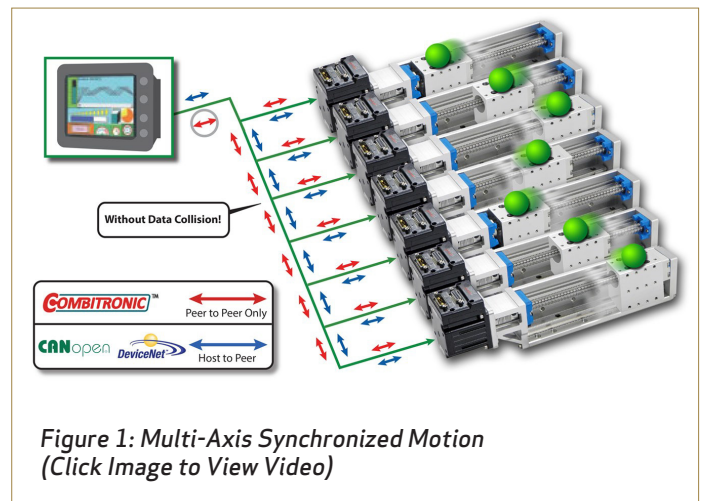 Without Data Collision!
COMBITRONIC™
Peer to Peer Only
CANopen
DeviceNet
Host to Peer
Figure 1: Multi-Axis Synchronized Motion
(Click Image to View Video)